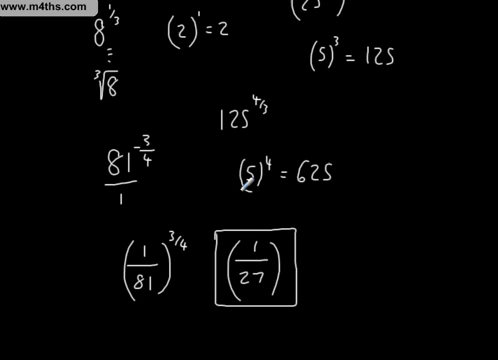 www.m4ths.com
8^{1/3} (2)^1 = 2
≡
∛8 (5)^3 = 125
125^{4/3}
81^{-3/4}/1 (5)^4 = 625
(1/81)^{3/4} (1/27)